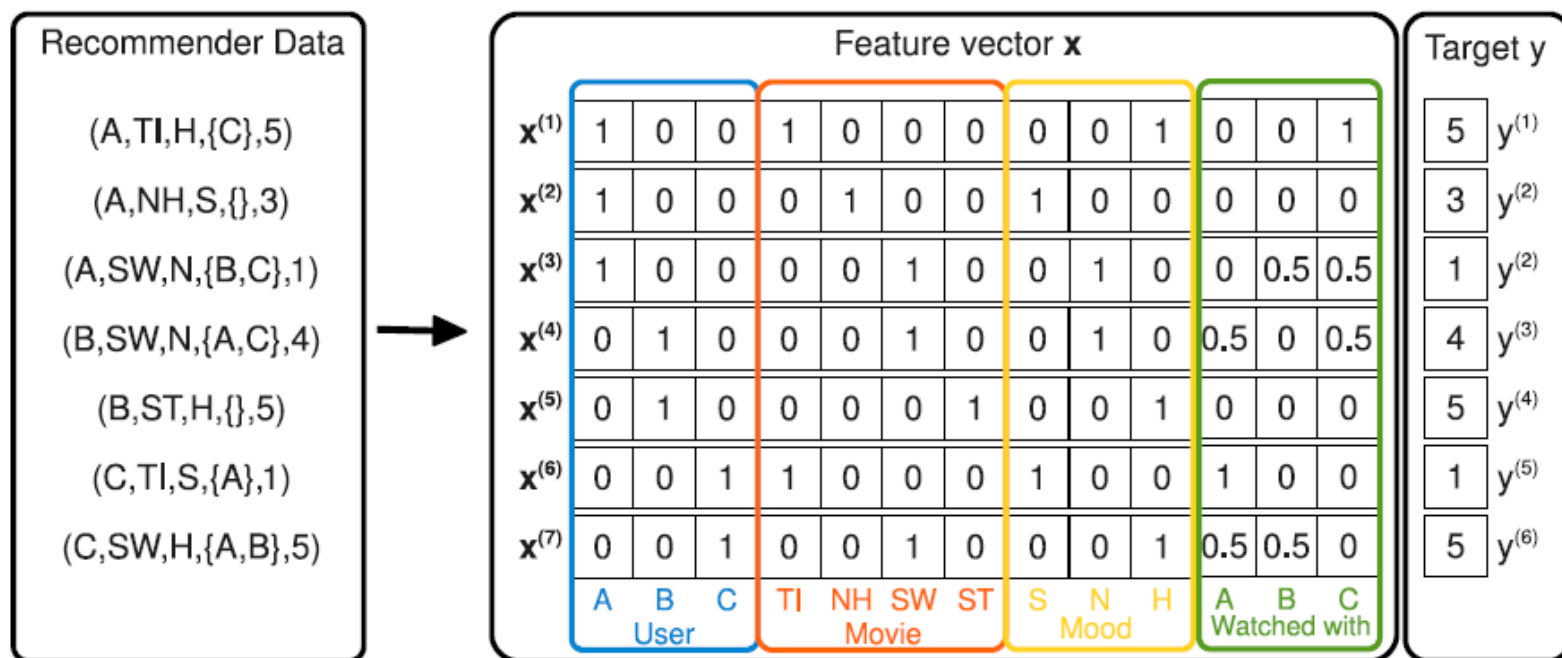 Recommender Data
(A,TI,H,{C},5)
(A,NH,S,{},3)
(A,SW,N,{B,C},1)
(B,SW,N,{A,C},4)
(B,ST,H,{},5)
(C,TI,S,{A},1)
(C,SW,H,{A,B},5)
Feature vector x
x(1) 1 0 0 1 0 0 0 0 0 1 0 0 1
x(2) 1 0 0 0 1 0 0 1 0 0 0 0 0
x(3) 1 0 0 0 0 1 0 0 1 0 0 0.5 0.5
x(4) 0 1 0 0 0 1 0 0 1 0 0.5 0 0.5
x(5) 0 1 0 0 0 0 1 0 0 1 0 0 0
x(6) 0 0 1 1 0 0 0 1 0 0 1 0 0
x(7) 0 0 1 0 0 1 0 0 0 1 0.5 0.5 0
A B C TI NH SW ST S N H A B C
User Movie Mood Watched with
Target y
5 y(1)
3 y(2)
1 y(2)
4 y(3)
5 y(4)
1 y(5)
5 y(6)